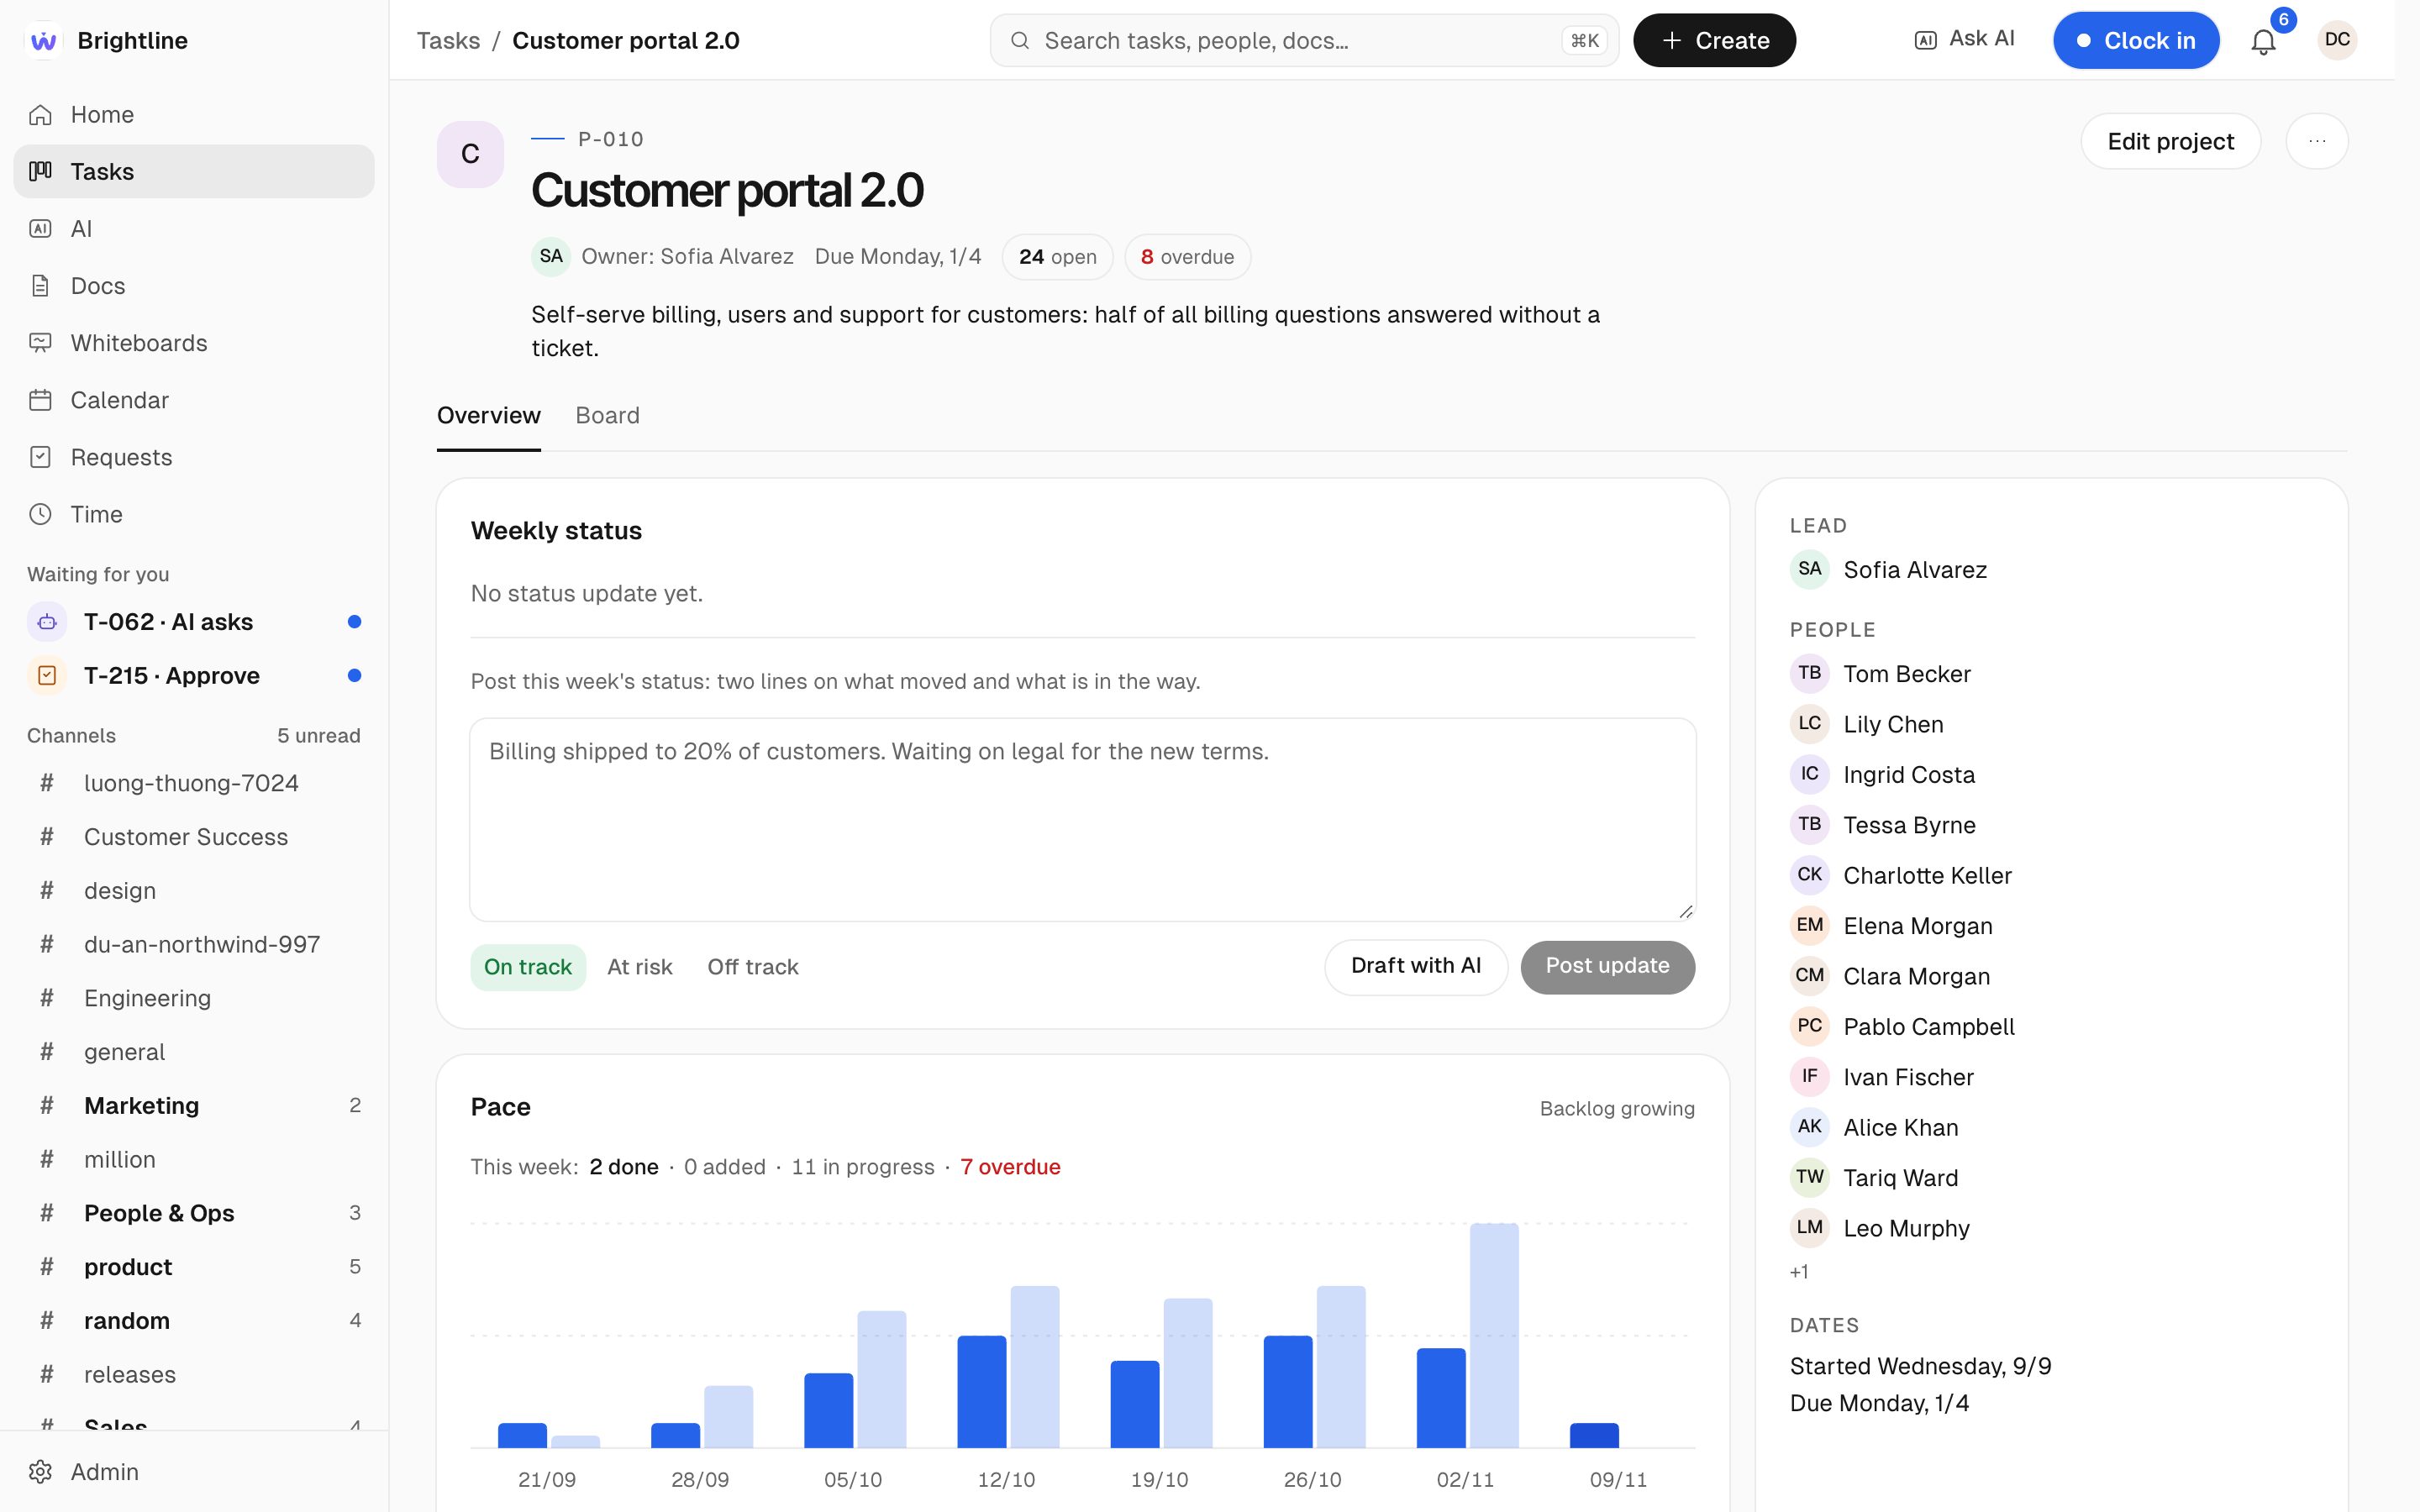 Brightline
Home
Tasks
AI
Docs
Whiteboards
Calendar
Requests
Time
Waiting for you
T-062 · AI asks
T-215 · Approve
Channels 5 unread
# luong-thuong-7024
# Customer Success
# design
# du-an-northwind-997
# Engineering
# general
# Marketing 2
# million
# People & Ops 3
# product 5
# random 4
# releases
# Sales 4
Admin
Tasks / Customer portal 2.0
Search tasks, people, docs... ⌘K
+ Create
AI Ask AI
Clock in
6
DC
C
P-010
Customer portal 2.0
Edit project
...
SA Owner: Sofia Alvarez Due Monday, 1/4 24 open 8 overdue
Self-serve billing, users and support for customers: half of all billing questions answered without a
ticket.
Overview Board
Weekly status
No status update yet.
Post this week's status: two lines on what moved and what is in the way.
Billing shipped to 20% of customers. Waiting on legal for the new terms.
On track At risk Off track Draft with AI Post update
Pace Backlog growing
This week: 2 done · 0 added · 11 in progress · 7 overdue
21/09 28/09 05/10 12/10 19/10 26/10 02/11 09/11
LEAD
SA Sofia Alvarez
PEOPLE
TB Tom Becker
LC Lily Chen
IC Ingrid Costa
TB Tessa Byrne
CK Charlotte Keller
EM Elena Morgan
CM Clara Morgan
PC Pablo Campbell
IF Ivan Fischer
AK Alice Khan
TW Tariq Ward
LM Leo Murphy
+1
DATES
Started Wednesday, 9/9
Due Monday, 1/4